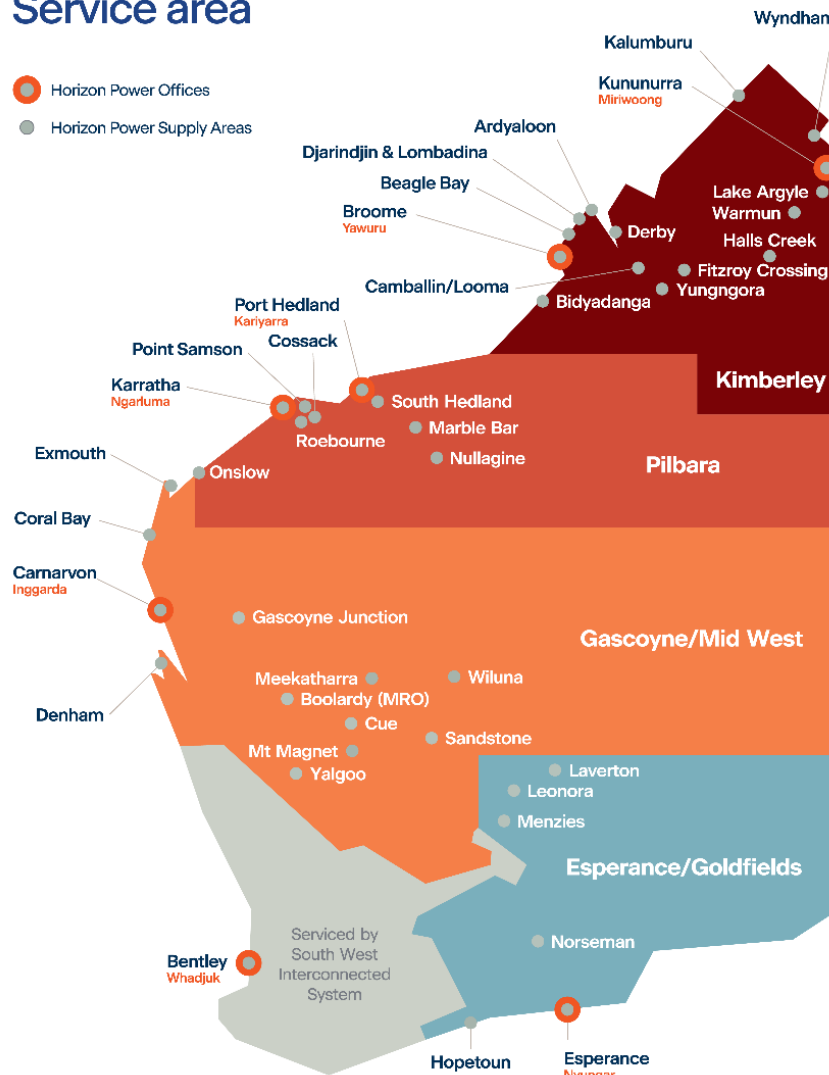 Service area
Horizon Power Offices
Horizon Power Supply Areas
Kalumburu
Kununurra
Miriwoong
Ardyaloon
Djarindjin & Lombadina
Beagle Bay
Broome
Yawuru
Lake Argyle
Warmun
Derby
Halls Creek
Fitzroy Crossing
Camballin/Looma
Yungngora
Bidyadanga
Port Hedland
Kariyarra
Cossack
Point Samson
Kimberley
Karratha
Ngarluma
South Hedland
Marble Bar
Roebourne
Nullagine
Pilbara
Exmouth
Onslow
Coral Bay
Carnarvon
Inggarda
Gascoyne Junction
Gascoyne/Mid West
Meekatharra
Wiluna
Boolardy (MRO)
Denham
Cue
Sandstone
Mt Magnet
Yalgoo
Laverton
Leonora
Menzies
Esperance/Goldfields
Serviced by
South West
Interconnected
System
Norseman
Bentley
Whadjuk
Hopetoun
Esperance